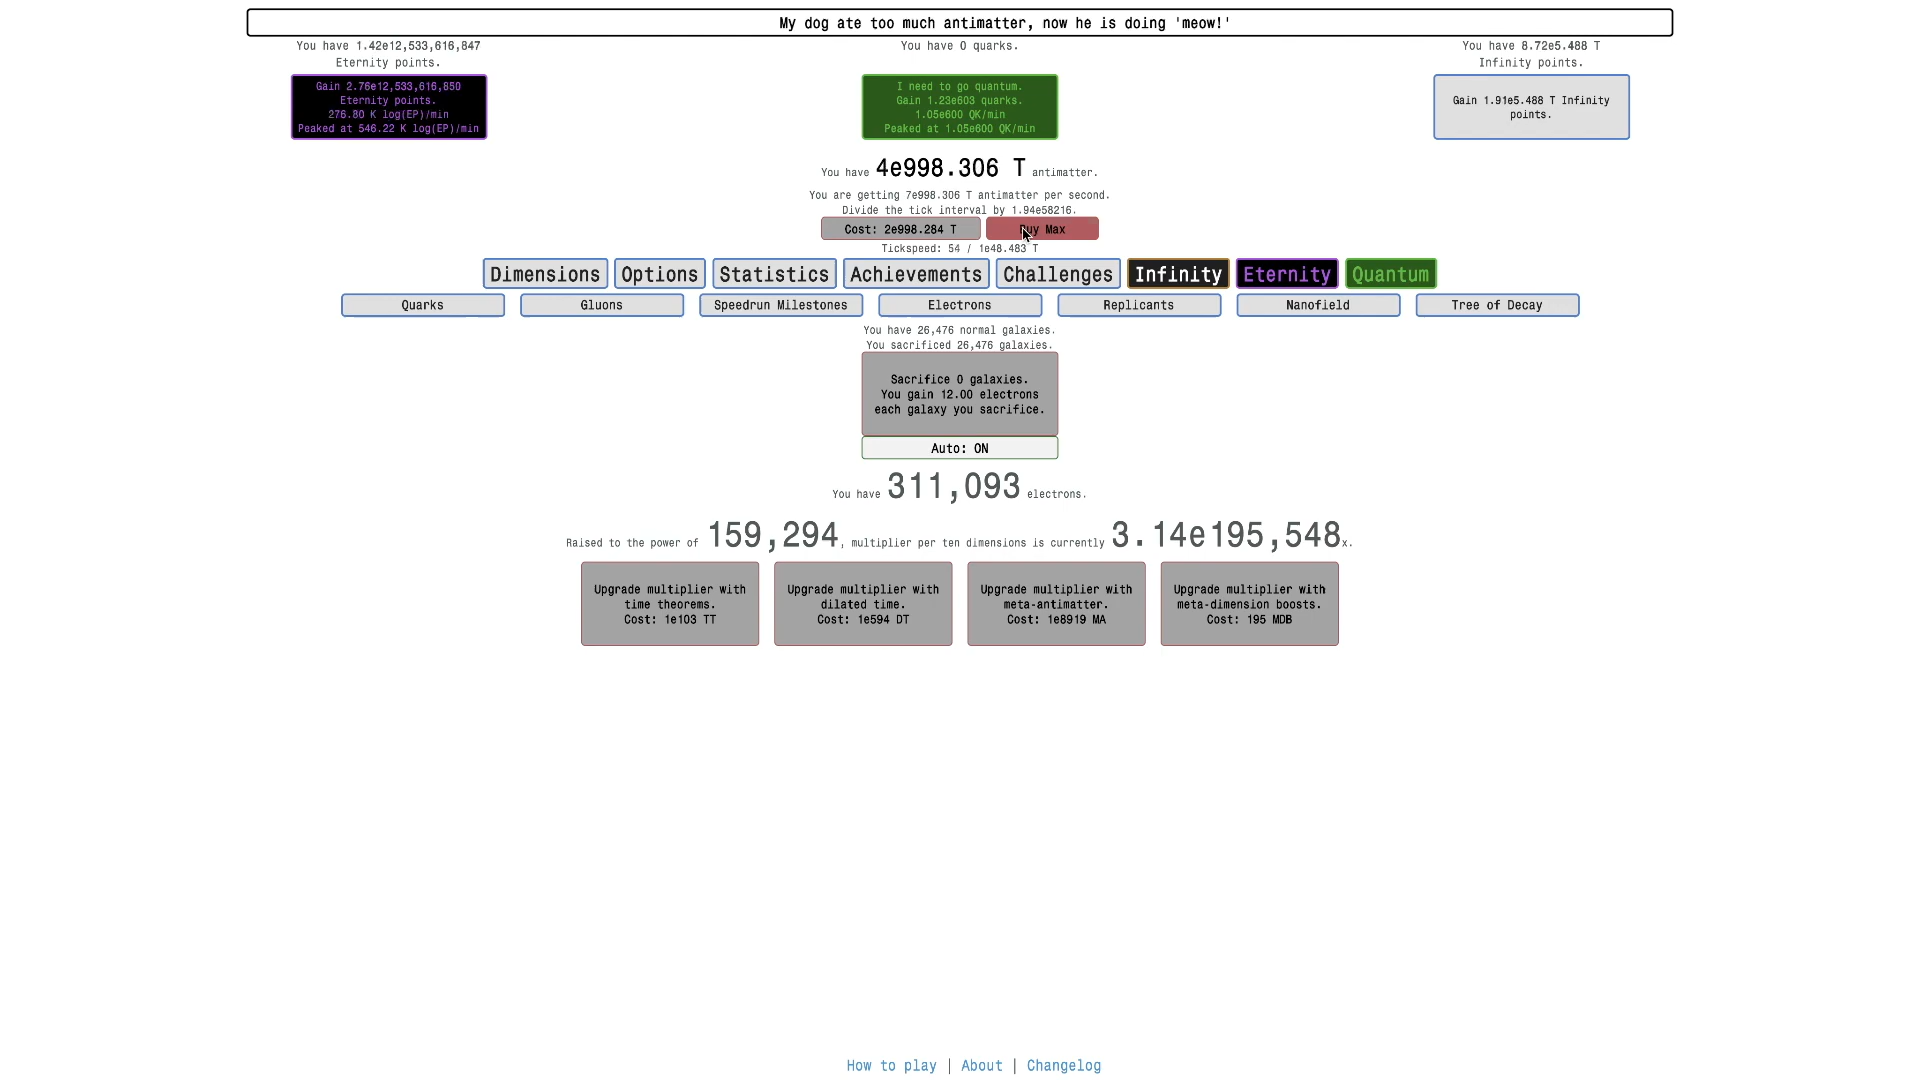 My dog ate too much antimatter, now he is doing 'meow!'
You have 1.42e12,533,616,847
Eternity points.
You have 0 quarks.
You have 8.72e5.488 T
Infinity points.
Gain 2.76e12,533,616,850
Eternity points.
276.80 K log(EP)/min
Peaked at 546.22 K log(EP)/min
I need to go quantum.
Gain 1.23e603 quarks.
1.05e600 QK/min
Peaked at 1.05e600 QK/min
Gain 1.91e5.488 T Infinity
points.
You have 4e998.306 T antimatter.
You are getting 7e998.306 T antimatter per second.
Divide the tick interval by 1.94e58216.
Cost: 2e998.284 T
Buy Max
Tickspeed: 54 / 1e48.483 T
Dimensions Options Statistics Achievements Challenges Infinity Eternity Quantum
Quarks Gluons Speedrun Milestones Electrons Replicants Nanofield Tree of Decay
You have 26,476 normal galaxies.
You sacrificed 26,476 galaxies.
Sacrifice 0 galaxies.
You gain 12.00 electrons
each galaxy you sacrifice.
Auto: ON
You have 311,093 electrons.
Raised to the power of 159,294, multiplier per ten dimensions is currently 3.14e195,548x.
Upgrade multiplier with
time theorems.
Cost: 1e103 TT
Upgrade multiplier with
dilated time.
Cost: 1e594 DT
Upgrade multiplier with
meta-antimatter.
Cost: 1e8919 MA
Upgrade multiplier with
meta-dimension boosts.
Cost: 195 MDB
How to play | About | Changelog